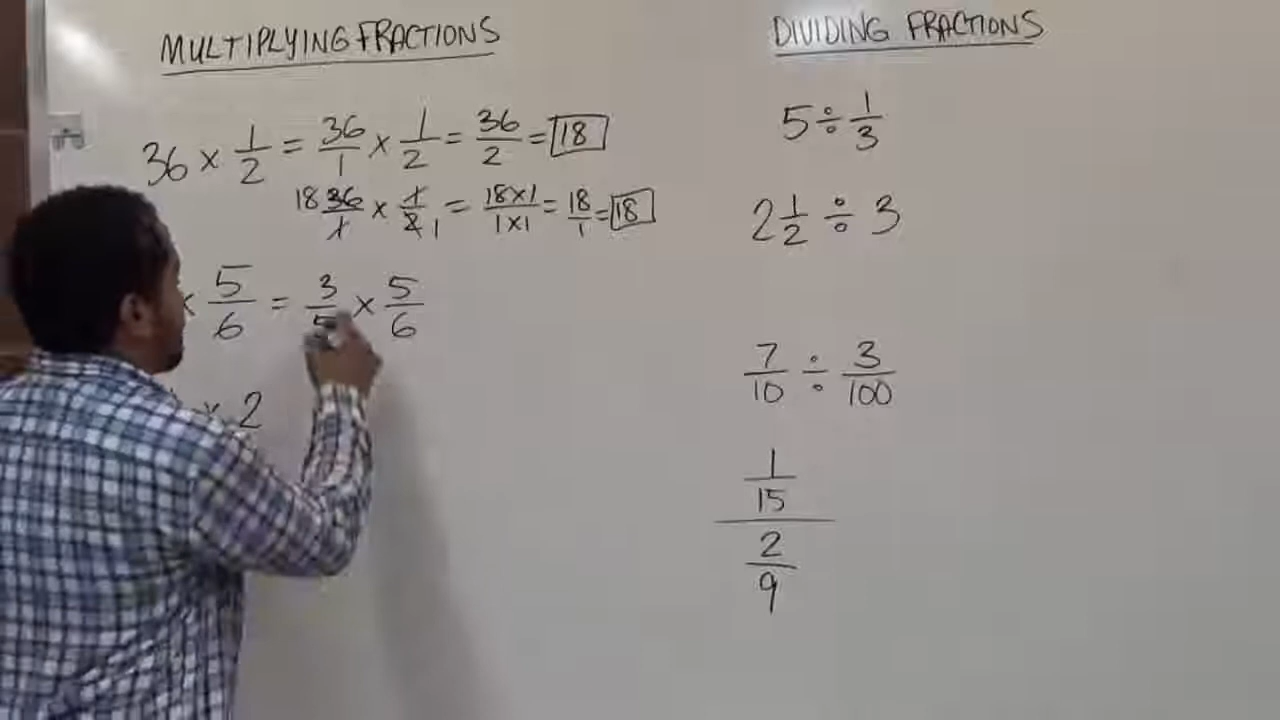 MULTIPLYING FRACTIONS
36 × 1/2 = 36/1 × 1/2 = 36/2 = 18
18 36/1 × 1/2 1 = 18×1/1×1 = 18/1 = 18
× 5/6 = 3/5 × 5/6
× 2
DIVIDING FRACTIONS
5 ÷ 1/3
2 1/2 ÷ 3
7/10 ÷ 3/100
1/15
2/9